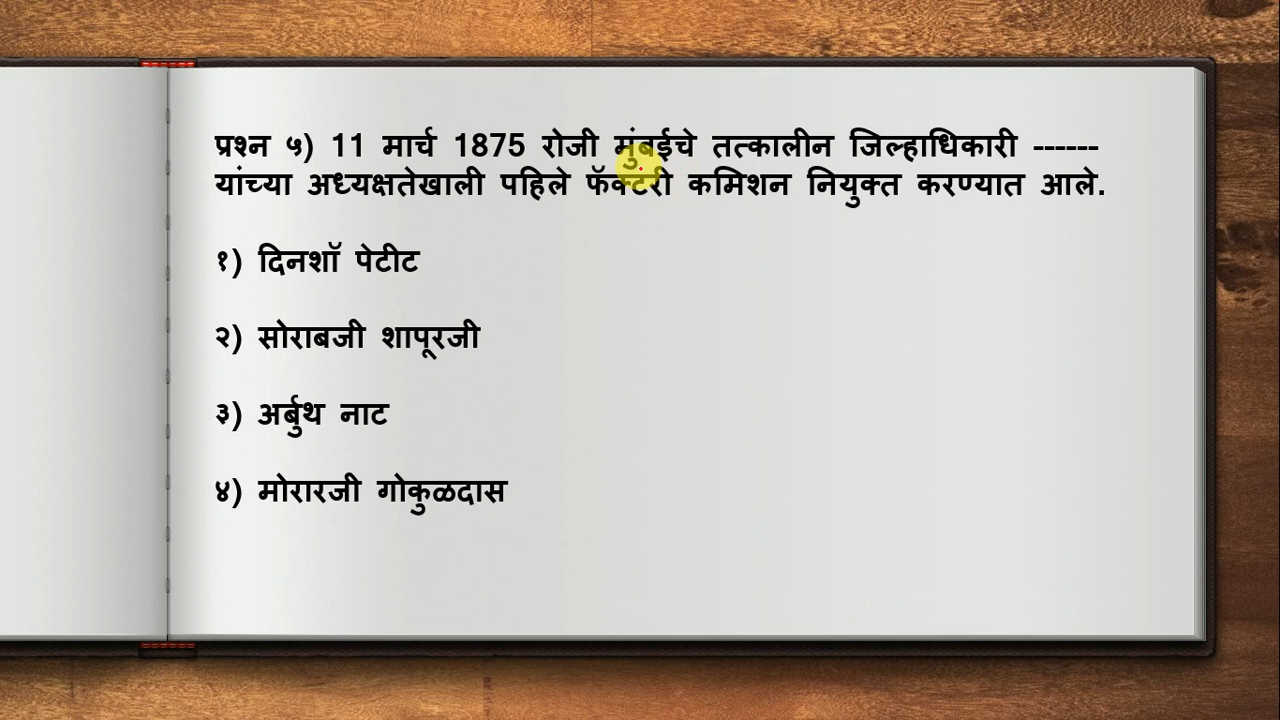 प्रश्न ५) 11 मार्च 1875 रोजी मुंबईचे तत्कालीन जिल्हाधिकारी ------
यांच्या अध्यक्षतेखाली पहिले फॅक्टरी कमिशन नियुक्त करण्यात आले.
१) दिनशॉ पेटीट
२) सोराबजी शापूरजी
३) अर्बुथ नाट
४) मोरारजी गोकुळदास